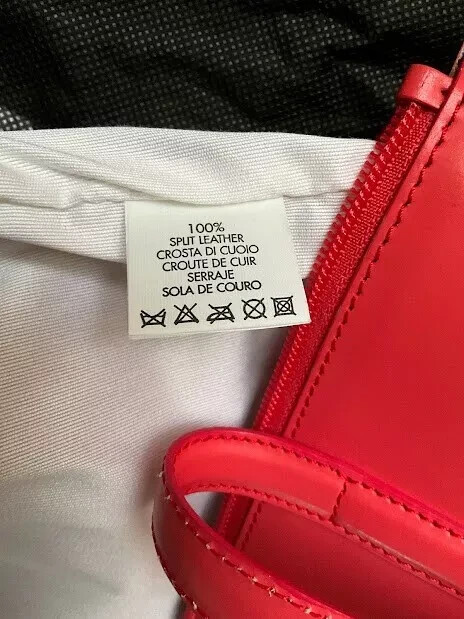 100%
SPLIT LEATHER
CROSTA DI CUOIO
CROUTE DE CUIR
SERRAJE
SOLA DE COURO